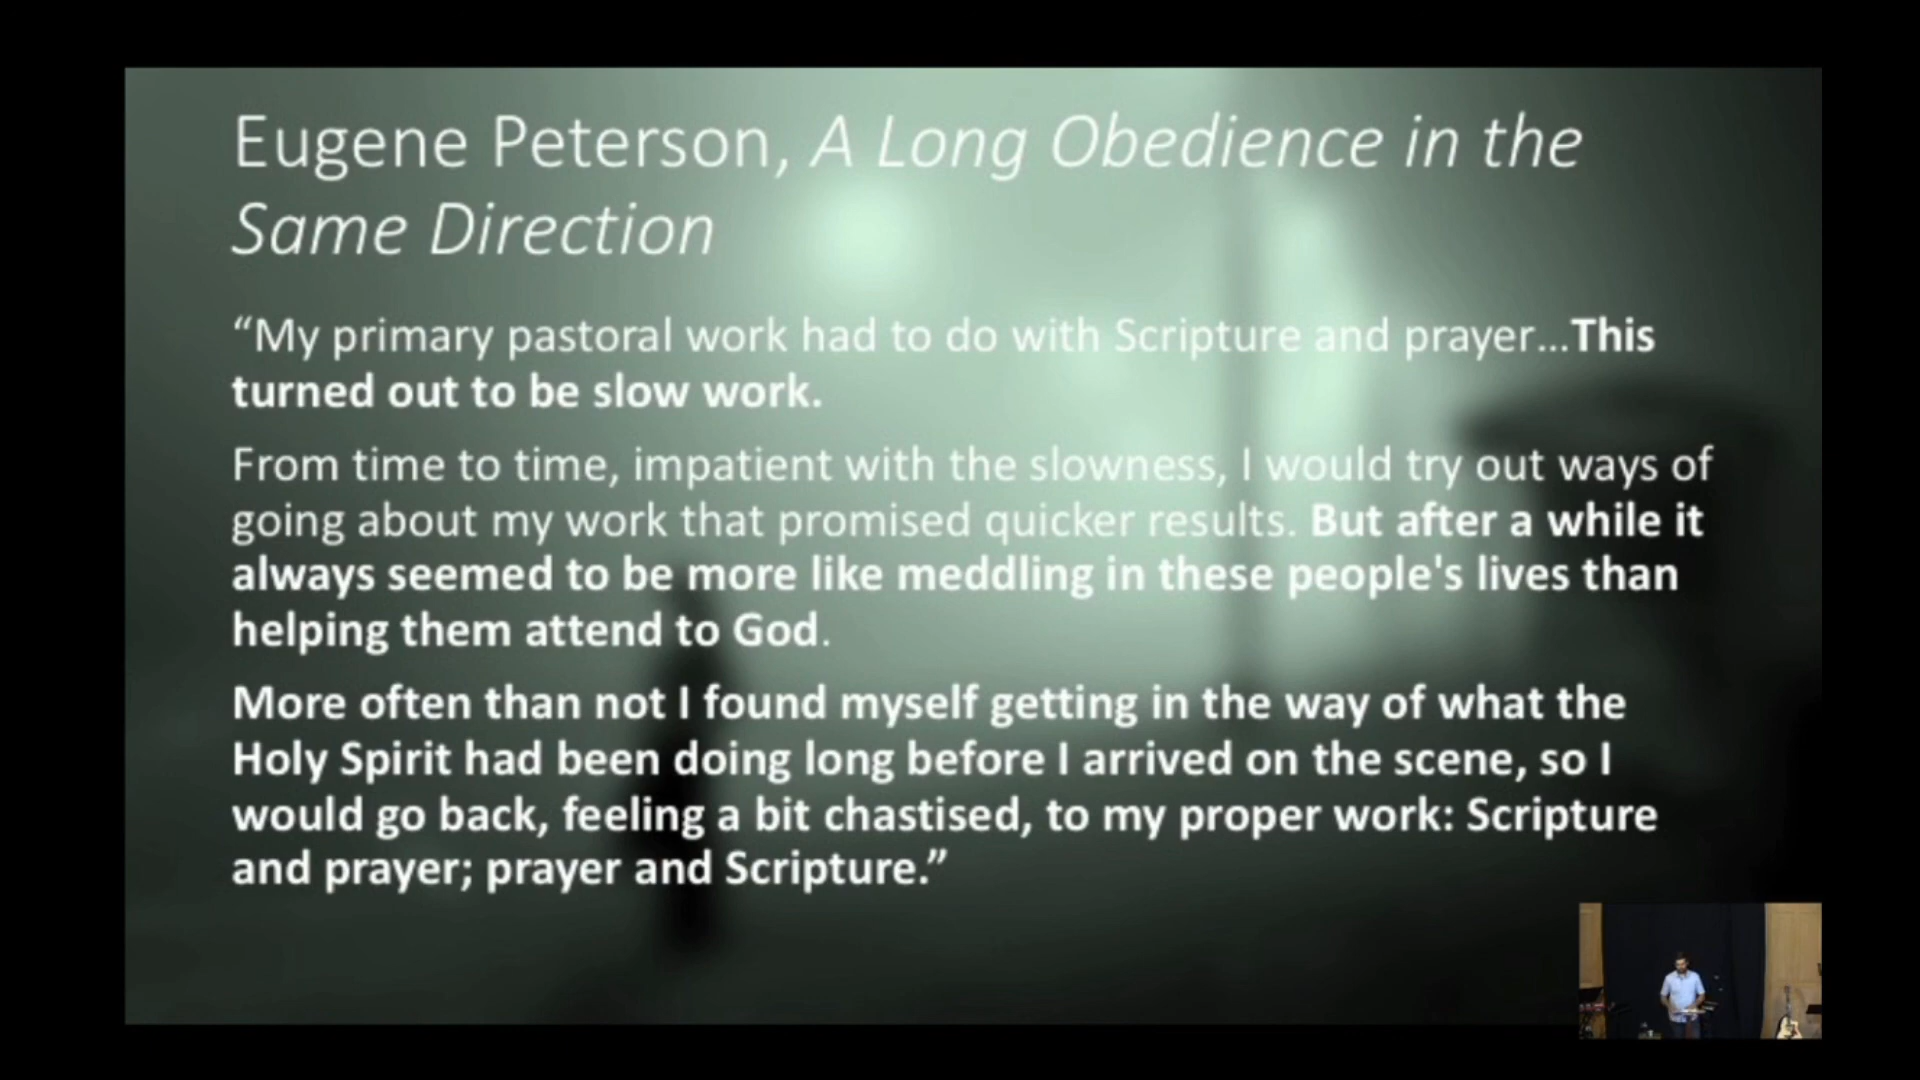 Eugene Peterson, A Long Obedience in the
Same Direction
“My primary pastoral work had to do with Scripture and prayer...This
turned out to be slow work.
From time to time, impatient with the slowness, I would try out ways of
going about my work that promised quicker results. But after a while it
always seemed to be more like meddling in these people's lives than
helping them attend to God.
More often than not I found myself getting in the way of what the
Holy Spirit had been doing long before I arrived on the scene, so I
would go back, feeling a bit chastised, to my proper work: Scripture
and prayer; prayer and Scripture.”